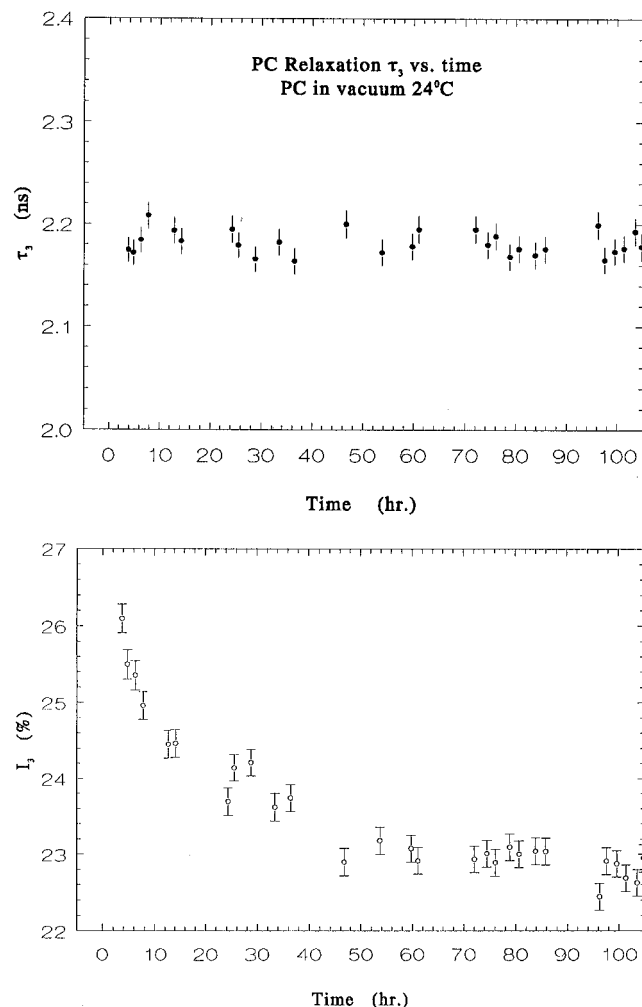 2.4
PC Relaxation τ₃ vs. time
PC in vacuum 24⁰C
2.3
τ₃ (ns)
2.2
2.1
2.0
0 10 20 30 40 50 60 70 80 90 100
Time (hr.)
27
26
25
I₃ (%)
24
23
22
0 10 20 30 40 50 60 70 80 90 100
Time (hr.)